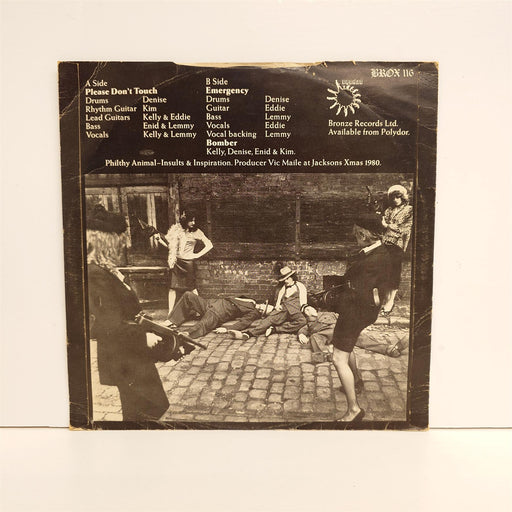 A Side
Please Don't Touch
Drums Denise
Rhythm Guitar Kim
Lead Guitars Kelly & Eddie
Bass Enid & Lemmy
Vocals Kelly & Lemmy
B Side
Emergency
Drums Denise
Guitar Eddie
Bass Lemmy
Vocals Eddie
Vocal backing Lemmy
Bomber
Kelly, Denise, Enid & Kim.
BROX 116
Bronze Records Ltd.
Available from Polydor.
Philthy Animal–Insults & Inspiration. Producer Vic Maile at Jacksons Xmas 1980.